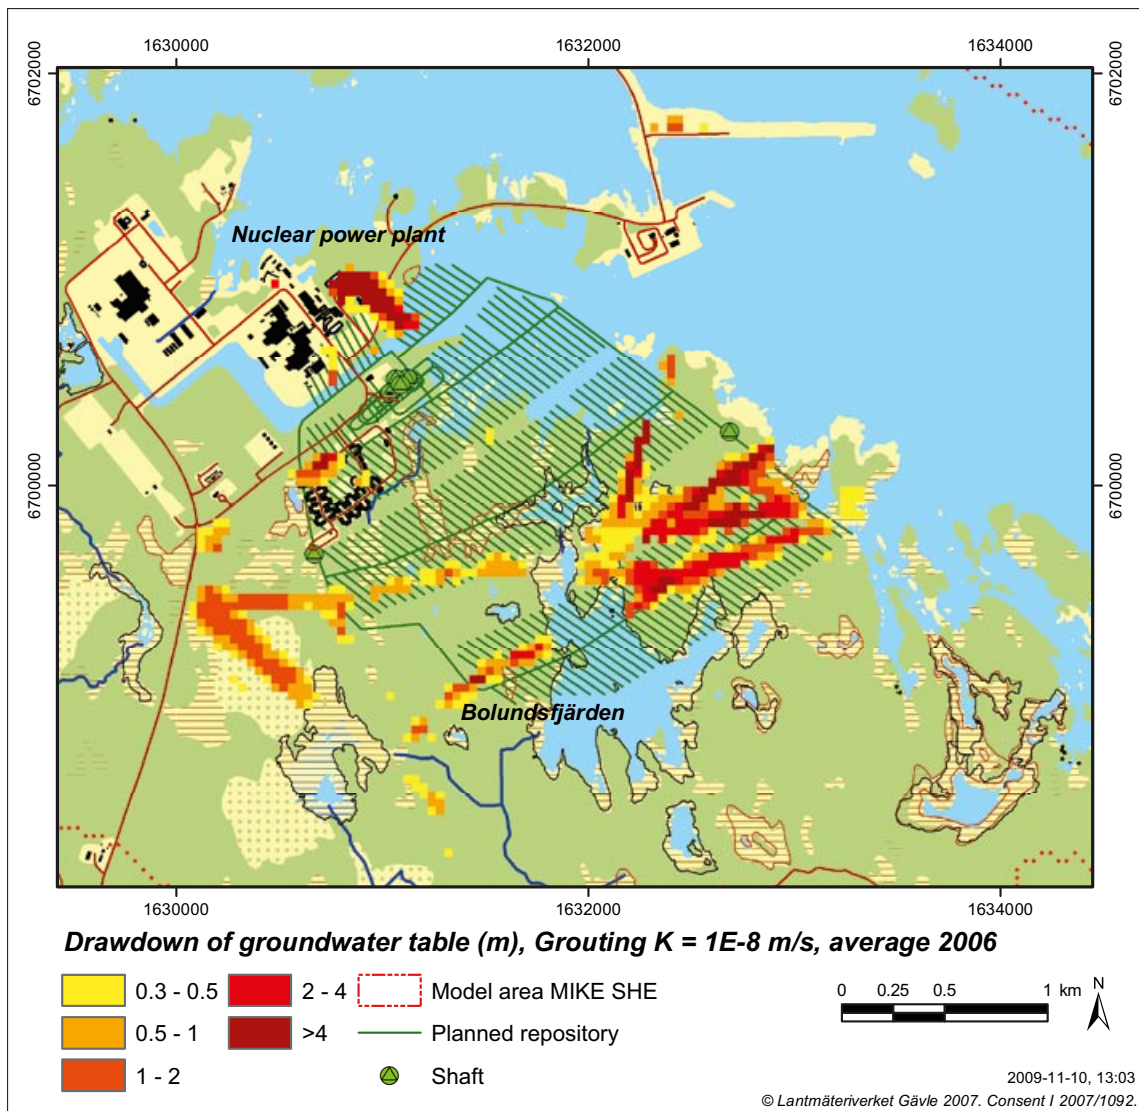 1630000 1632000 1634000
6702000 6702000
Nuclear power plant
6700000 6700000
Bolundsfjärden
1630000 1632000 1634000
Drawdown of groundwater table (m), Grouting K = 1E-8 m/s, average 2006
0.3 - 0.5 2 - 4 Model area MIKE SHE
0.5 - 1 >4 Planned repository
1 - 2 Shaft
0 0.25 0.5 1 km
N
2009-11-10, 13:03
© Lantmäteriverket Gävle 2007. Consent I 2007/1092.